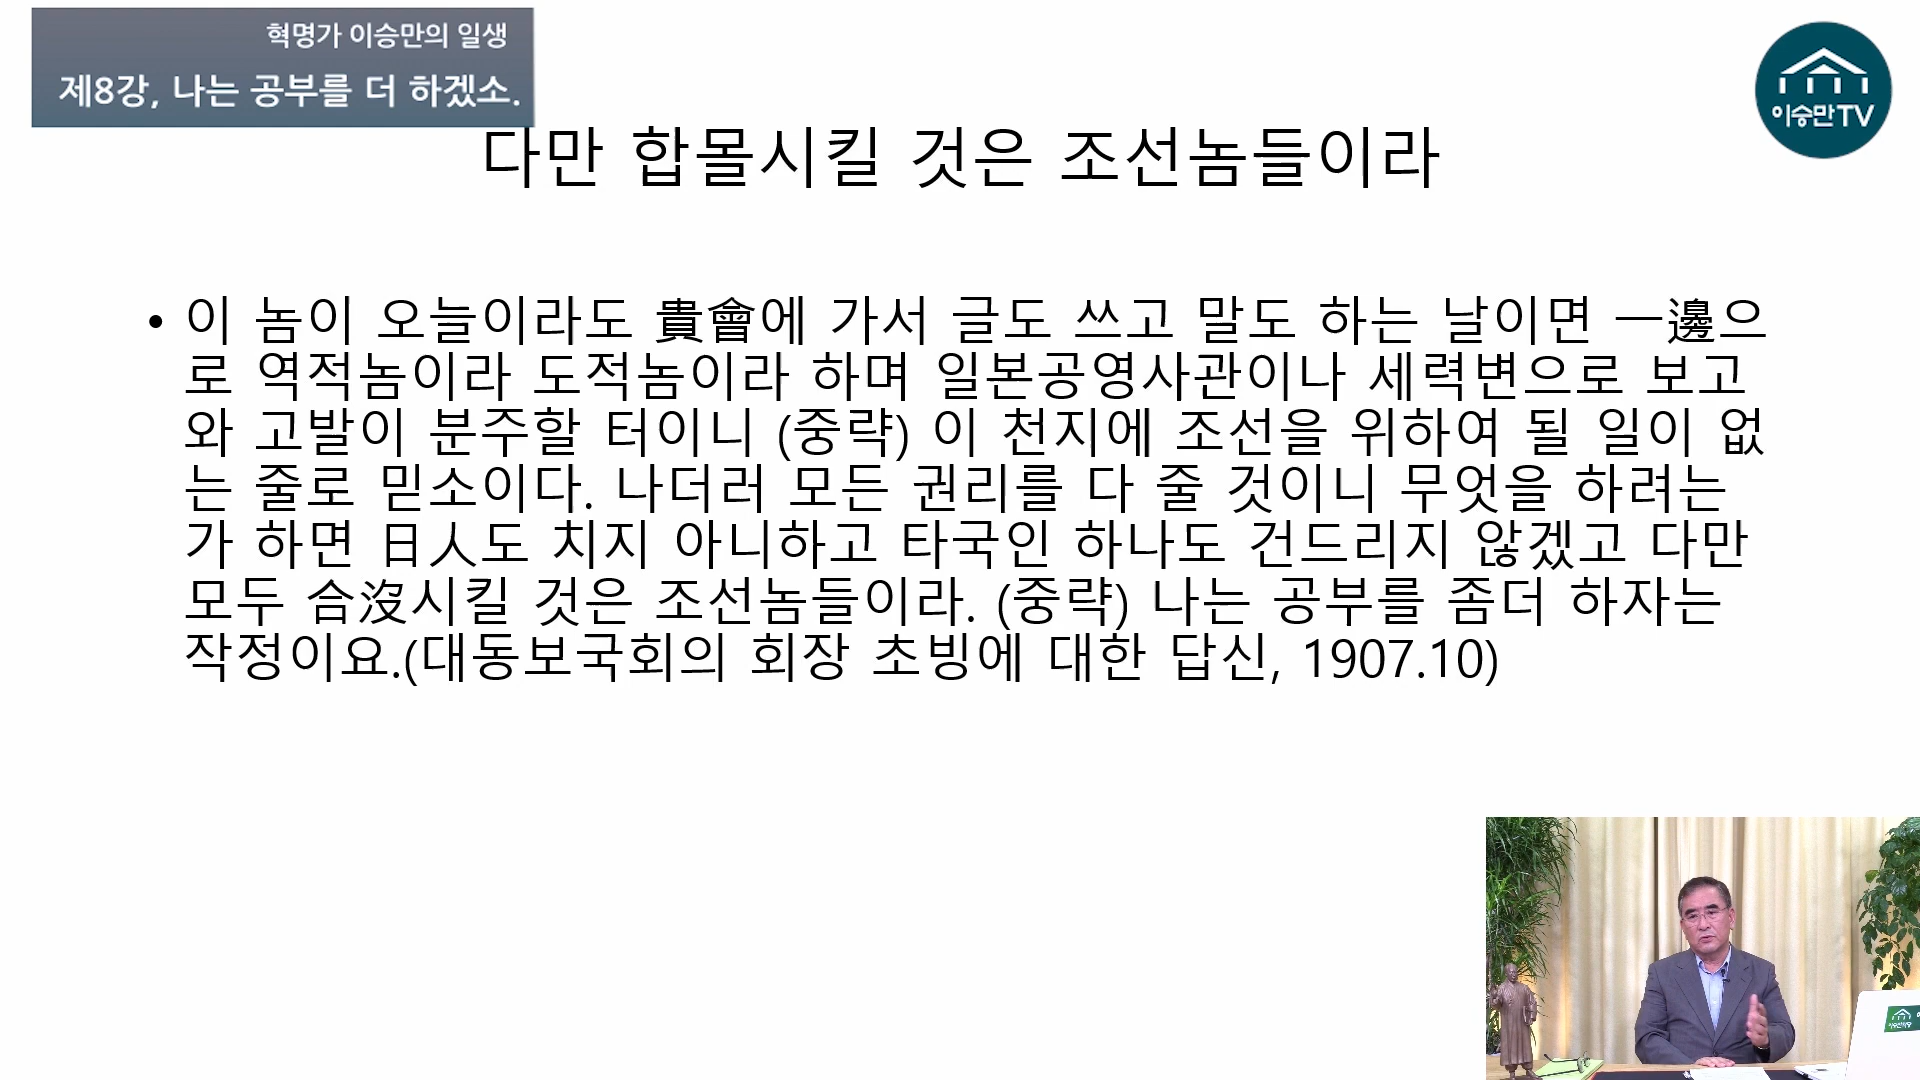 혁명가 이승만의 일생
제8강, 나는 공부를 더 하겠소.
이승만TV
다만 합몰시킬 것은 조선놈들이라
• 이 놈이 오늘이라도 貴會에 가서 글도 쓰고 말도 하는 날이면 一邊으
로 역적놈이라 도적놈이라 하며 일본공영사관이나 세력변으로 보고
와 고발이 분주할 터이니 (중략) 이 천지에 조선을 위하여 될 일이 없
는 줄로 믿소이다. 나더러 모든 권리를 다 줄 것이니 무엇을 하려는
가 하면 日人도 치지 아니하고 타국인 하나도 건드리지 않겠고 다만
모두 合沒시킬 것은 조선놈들이라. (중략) 나는 공부를 좀더 하자는
작정이요.(대동보국회의 회장 초빙에 대한 답신, 1907.10)